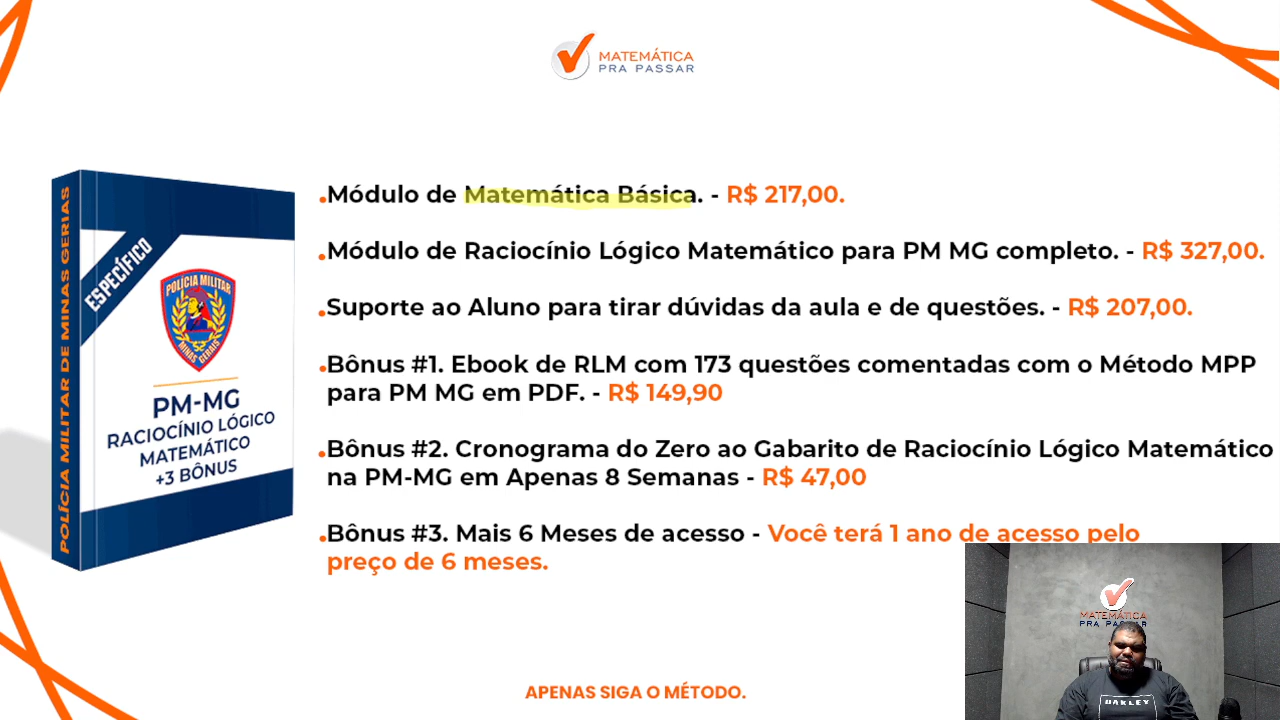 MATEMÁTICA
PRA PASSAR
POLÍCIA MILITAR DE MINAS GERIAS
ESPECÍFICO
POLÍCIA MILITAR
MINAS GERAIS
PM-MG
RACIOCÍNIO LÓGICO
MATEMÁTICO
+3 BÔNUS
•Módulo de Matemática Básica. - R$ 217,00.
•Módulo de Raciocínio Lógico Matemático para PM MG completo. - R$ 327,00.
•Suporte ao Aluno para tirar dúvidas da aula e de questões. - R$ 207,00.
•Bônus #1. Ebook de RLM com 173 questões comentadas com o Método MPP
para PM MG em PDF. - R$ 149,90
•Bônus #2. Cronograma do Zero ao Gabarito de Raciocínio Lógico Matemático
na PM-MG em Apenas 8 Semanas - R$ 47,00
•Bônus #3. Mais 6 Meses de acesso - Você terá 1 ano de acesso pelo
preço de 6 meses.
MATEMÁTICA
PRA PASSAR
OAKLEY
APENAS SIGA O MÉTODO.